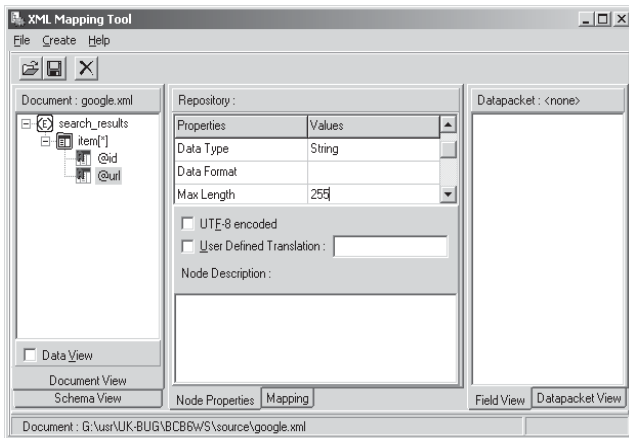 XML Mapping Tool
File Create Help
Document : google.xml
search_results
item[*]
@id
@url
Data View
Document View
Schema View
Repository :
Properties Values
Data Type String
Data Format
Max Length 255
UTF-8 encoded
User Defined Translation :
Node Description :
Node Properties Mapping
Datapacket : <none>
Field View Datapacket View
Document : G:\usr\UK-BUG\BCB6WS\source\google.xml